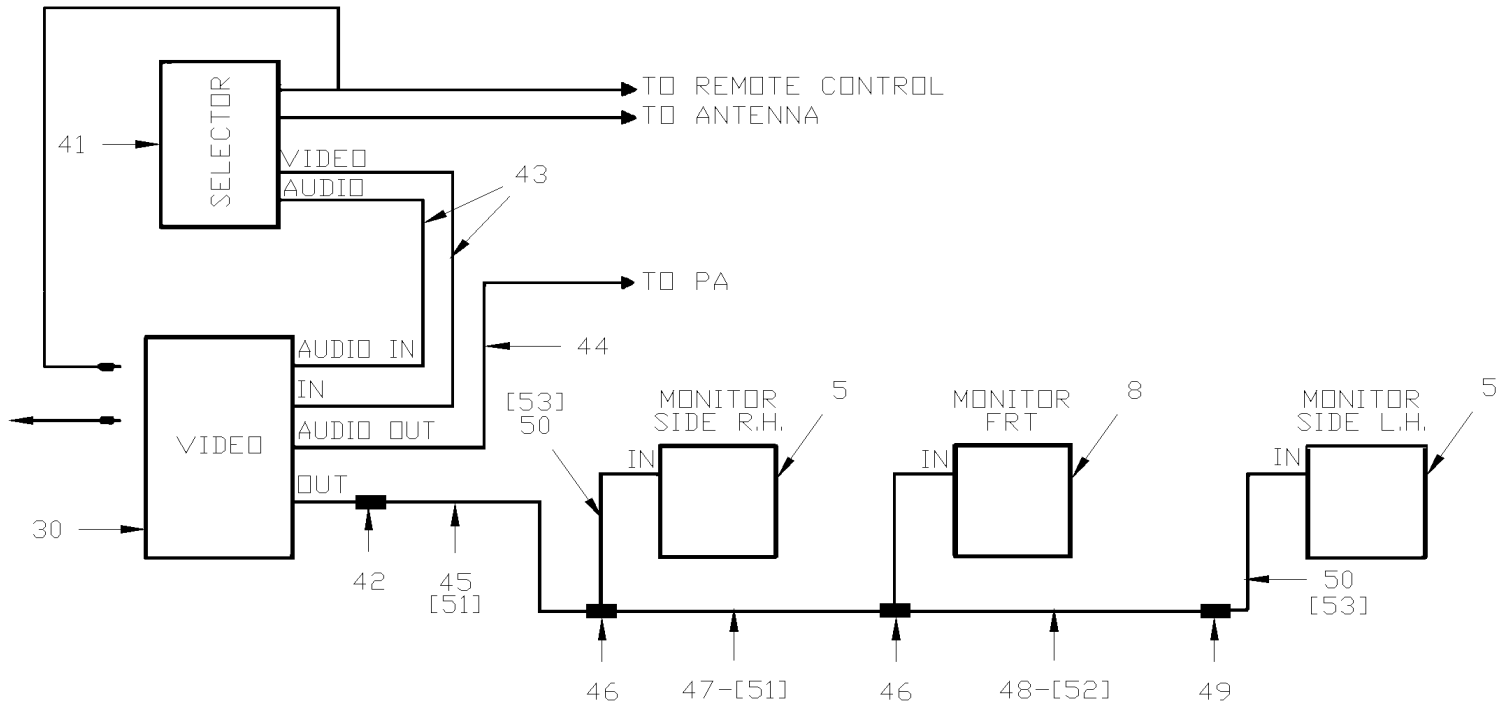 TO REMOTE CONTROL
TO ANTENNA
41
SELECTOR
VIDEO
AUDIO
43
TO PA
AUDIO IN
44
IN
AUDIO OUT
VIDEO
OUT
30
42
45
[51]
[53]
50
MONITOR
SIDE R.H.
5
IN
MONITOR
FRT
8
IN
MONITOR
SIDE L.H.
5
IN
50
[53]
46
47-[51]
46
48-[52]
49